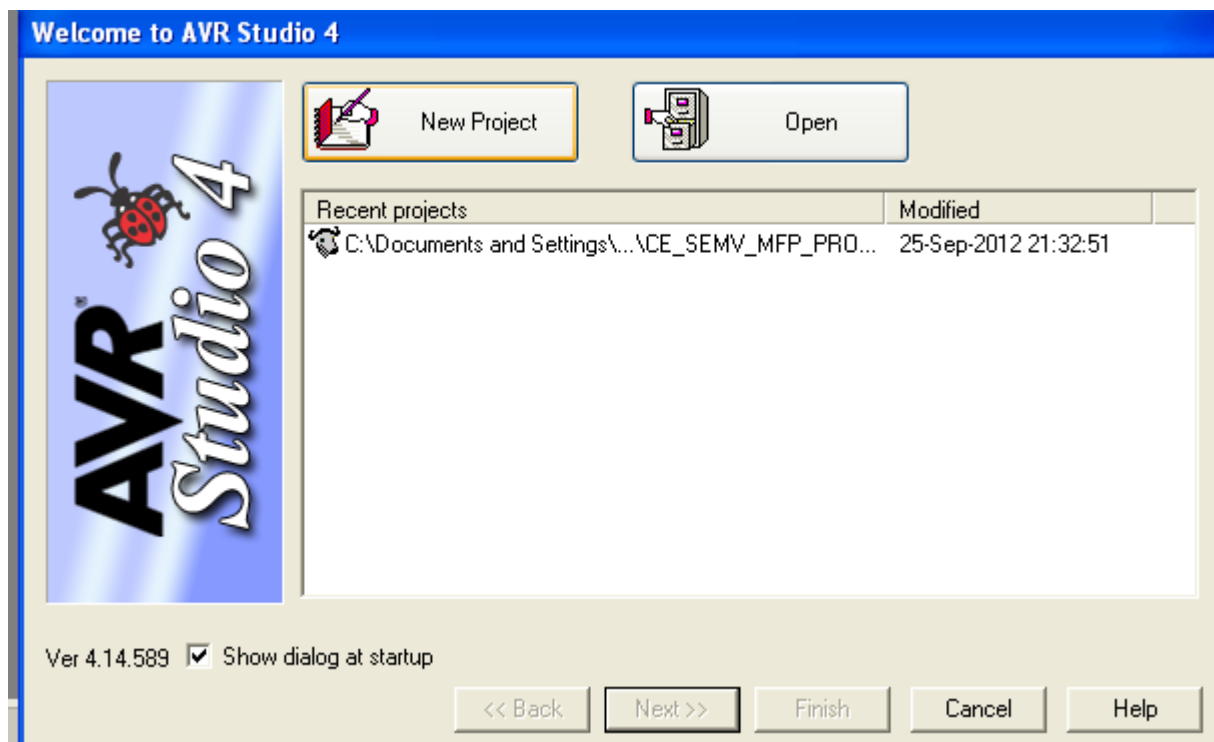 Welcome to AVR Studio 4
New Project
Open
AVR®
Studio 4
Recent projects
Modified
C:\Documents and Settings\...\CE_SEMV_MFP_PRO...
25-Sep-2012 21:32:51
Ver 4.14.589
Show dialog at startup
<< Back
Next >>
Finish
Cancel
Help